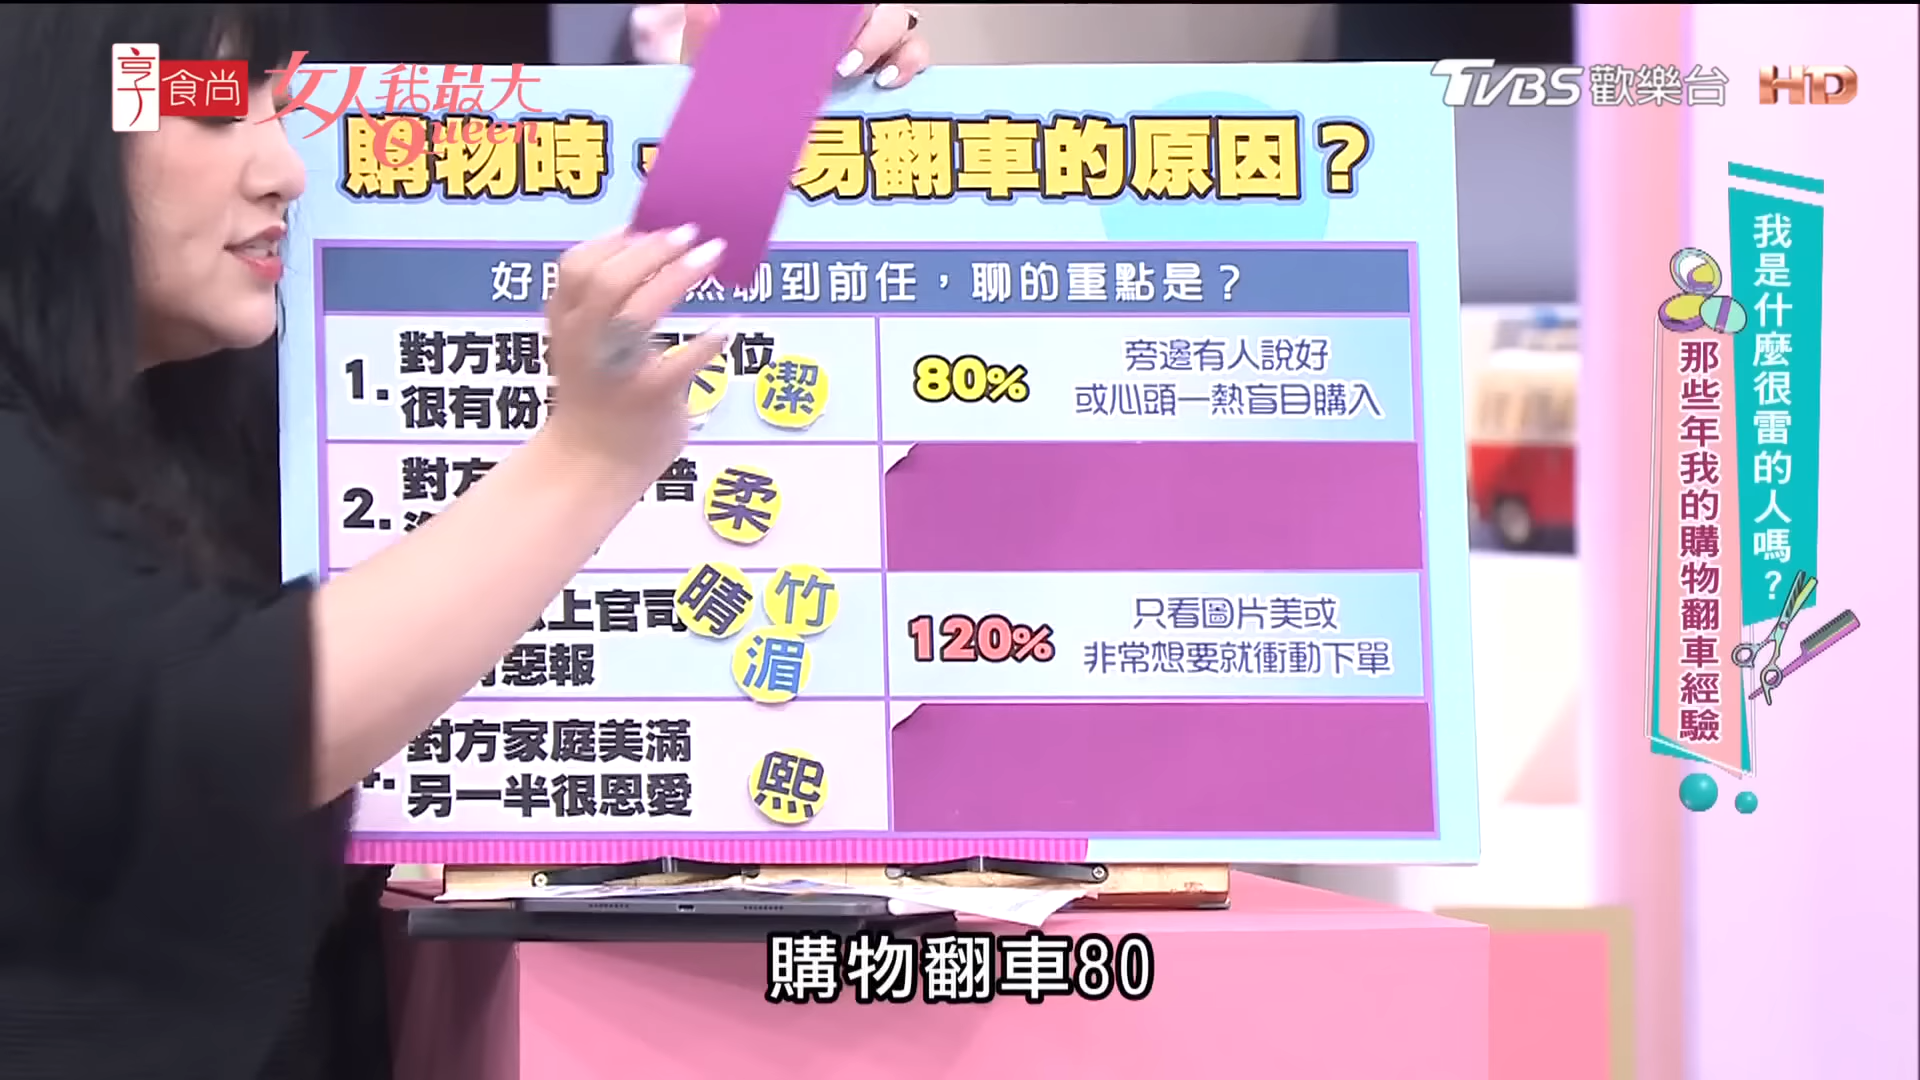 享食尚
女人我最大
Queen
TVBS歡樂台 HD
購物時 易翻車的原因？
聊到前任，聊的重點是？
1. 對方現 位
很有份
潔
80%
旁邊有人說好
或心頭一熱盲目購入
2. 對方 普
柔
上官司
惡報
晴
竹
湄
120%
只看圖片美或
非常想要就衝動下單
對方家庭美滿
另一半很恩愛
熙
我是什麼很雷的人嗎？
那些年我的購物翻車經驗
購物翻車80